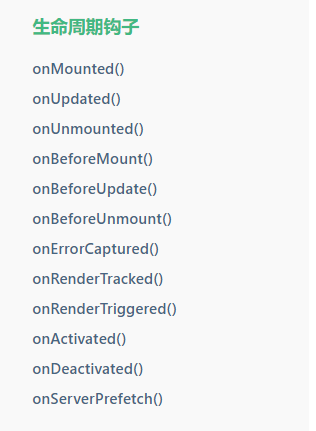 生命周期钩子
onMounted()
onUpdated()
onUnmounted()
onBeforeMount()
onBeforeUpdate()
onBeforeUnmount()
onErrorCaptured()
onRenderTracked()
onRenderTriggered()
onActivated()
onDeactivated()
onServerPrefetch()